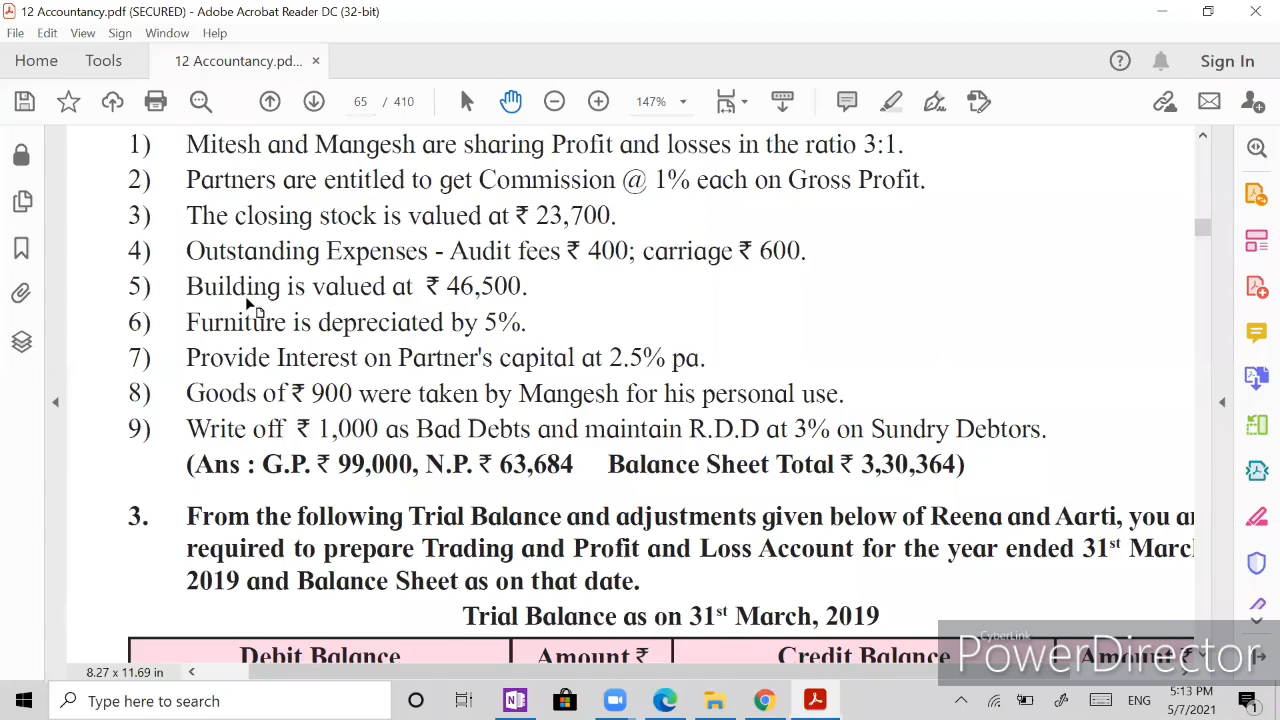 12 Accountancy.pdf (SECURED) - Adobe Acrobat Reader DC (32-bit)
File Edit View Sign Window Help
Home Tools 12 Accountancy.pd... × Sign In
65 / 410 147%
1) Mitesh and Mangesh are sharing Profit and losses in the ratio 3:1.
2) Partners are entitled to get Commission @ 1% each on Gross Profit.
3) The closing stock is valued at ₹ 23,700.
4) Outstanding Expenses - Audit fees ₹ 400; carriage ₹ 600.
5) Building is valued at ₹ 46,500.
6) Furniture is depreciated by 5%.
7) Provide Interest on Partner's capital at 2.5% pa.
8) Goods of ₹ 900 were taken by Mangesh for his personal use.
9) Write off ₹ 1,000 as Bad Debts and maintain R.D.D at 3% on Sundry Debtors.
(Ans : G.P. ₹ 99,000, N.P. ₹ 63,684 Balance Sheet Total ₹ 3,30,364)
3. From the following Trial Balance and adjustments given below of Reena and Aarti, you
required to prepare Trading and Profit and Loss Account for the year ended 31st
2019 and Balance Sheet as on that date.
Trial Balance as on 31st March, 2019
Debit Balance Amount ₹ Credit Balance Amount ₹
CyberLink
PowerDirector
8.27 x 11.69 in
Type here to search
ENG
5:13 PM
5/7/2021